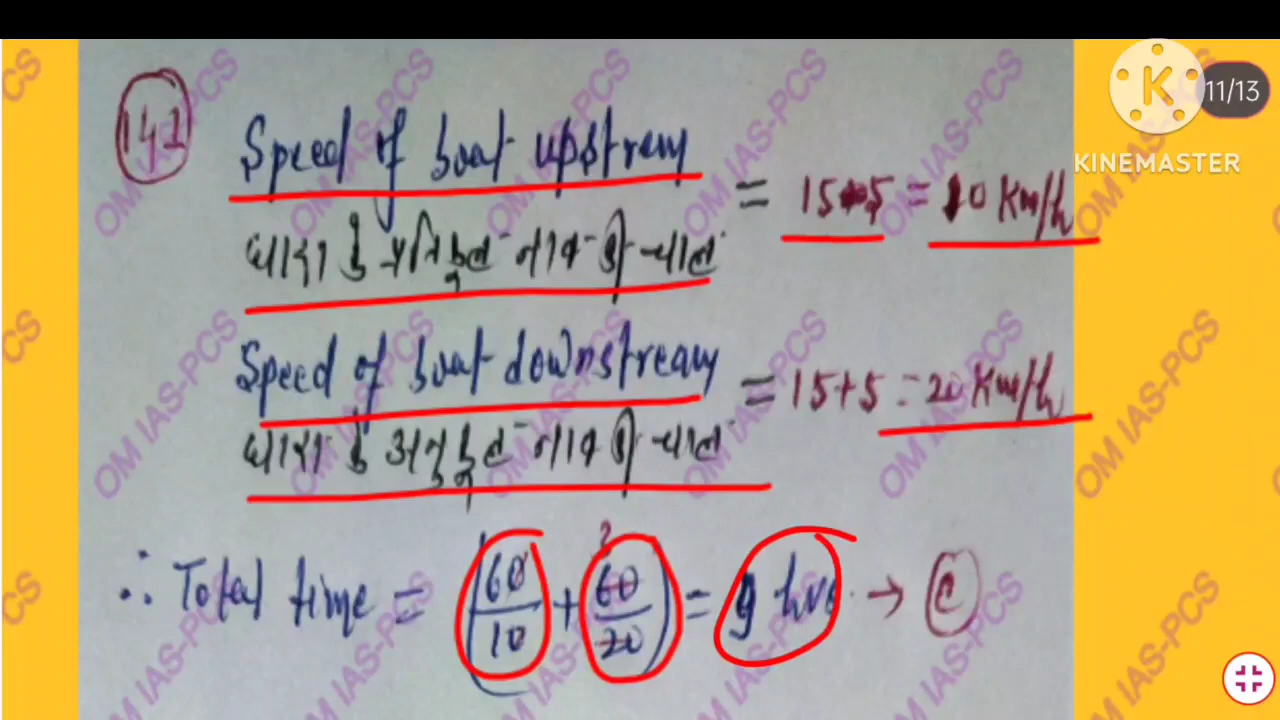 11/13
KINEMASTER
141
Speed of boat upstream
= 15-5 = 10 Km/h
धारा के प्रतिकूल नाव की चाल
Speed of boat downstream
= 15+5 = 20 Km/h
धारा के अनुकूल नाव की चाल
∴ Total time = (60/10 + 60/20) = 9 hrs → (c)
3
OM IAS-PCS